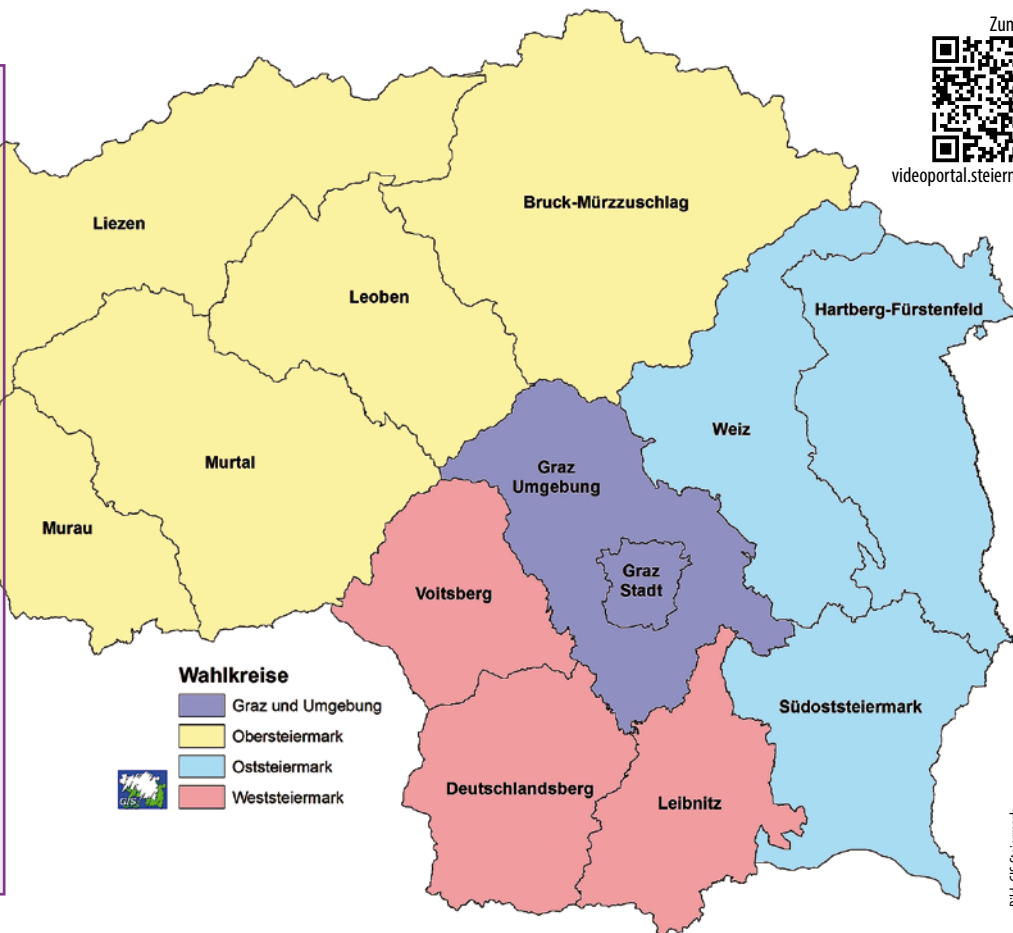 Zum
videoportal.steierm
Liezen
Bruck-Mürzzuschlag
Leoben
Hartberg-Fürstenfeld
Weiz
Murtal
Graz
Umgebung
Murau
Graz
Stadt
Voitsberg
Wahlkreise
Graz und Umgebung
Obersteiermark
Oststeiermark
Weststeiermark
GIS
Südoststeiermark
Deutschlandsberg
Leibnitz